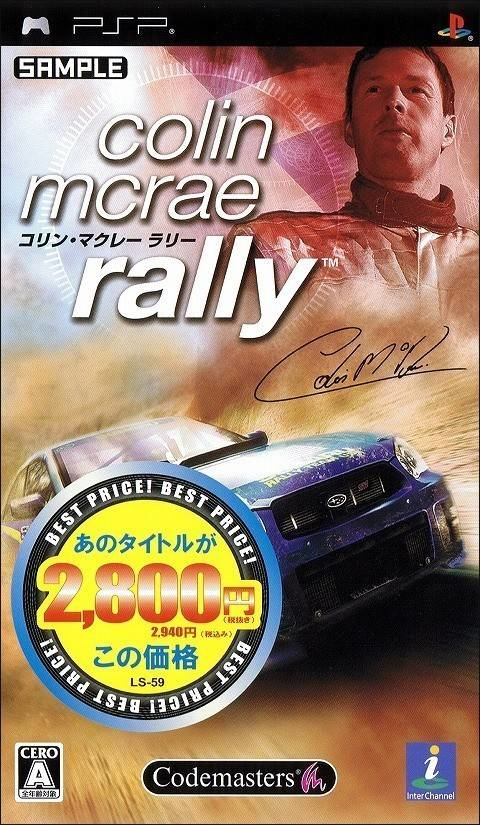 PSP
SAMPLE
colin
mcrae
コリン・マクレー ラリー
rally™
BEST PRICE! BEST PRICE!
あのタイトルが
2,800円
(税抜き)
2,940円(税込み)
この価格
LS-59
BEST PRICE! BEST PRICE!
CERO
A
全年齢対象
Codemasters
i
InterChannel